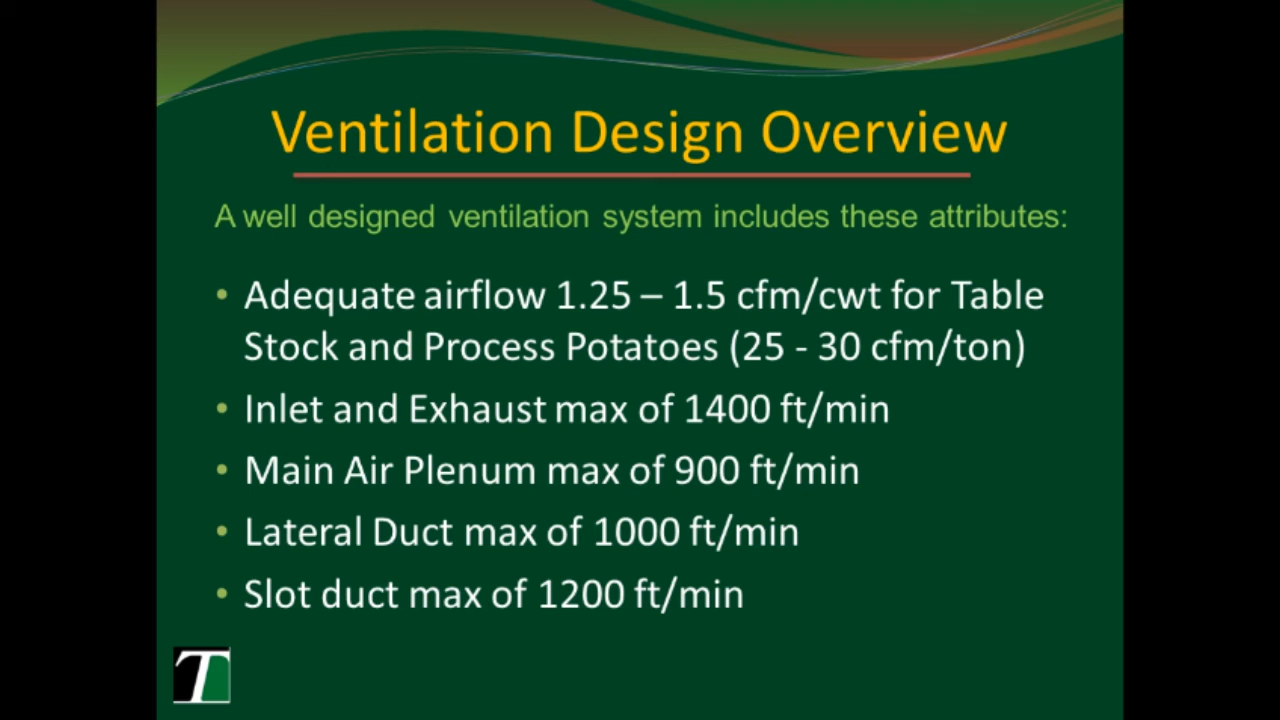 Ventilation Design Overview
A well designed ventilation system includes these attributes:
• Adequate airflow 1.25 – 1.5 cfm/cwt for Table
Stock and Process Potatoes (25 - 30 cfm/ton)
• Inlet and Exhaust max of 1400 ft/min
• Main Air Plenum max of 900 ft/min
• Lateral Duct max of 1000 ft/min
• Slot duct max of 1200 ft/min
T